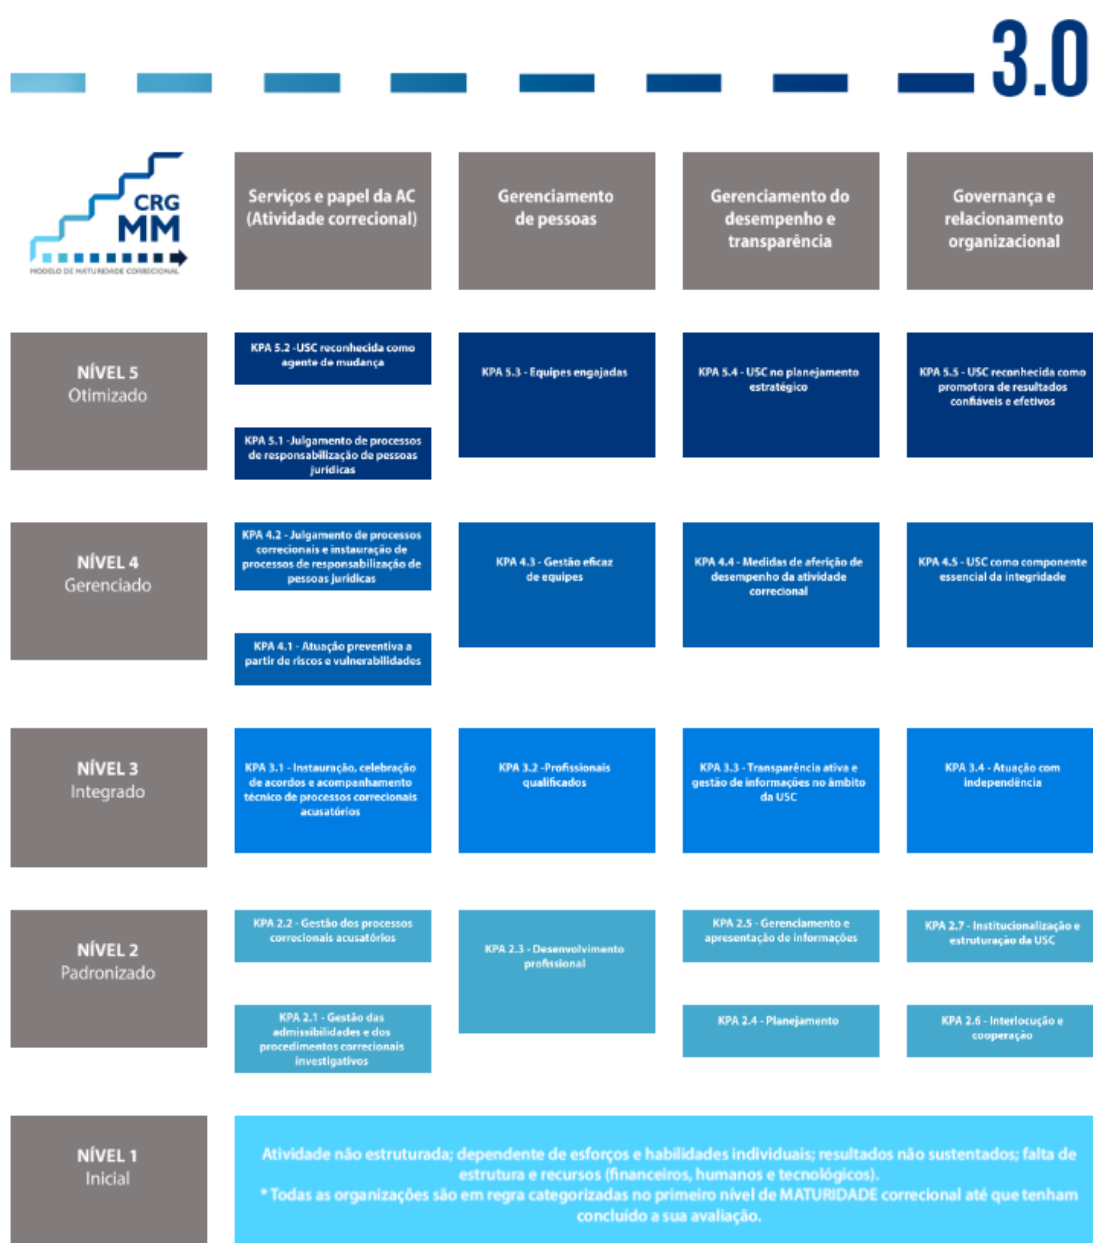 3.0
CRG
MM
MODELO DE MATURIDADE CORRECIONAL
Serviços e papel da AC
(Atividade correcional)
Gerenciamento
de pessoas
Gerenciamento do
desempenho e
transparência
Governança e
relacionamento
organizacional
NÍVEL 5
Otimizado
KPA 5.2 -USC reconhecida como
agente de mudança
KPA 5.1 -Julgamento de processos
de responsabilização de pessoas
jurídicas
KPA 5.3 - Equipes engajadas
KPA 5.4 - USC no planejamento
estratégico
KPA 5.5 - USC reconhecida como
promotora de resultados
confiáveis e efetivos
NÍVEL 4
Gerenciado
KPA 4.2 - Julgamento de processos
correcionais e instauração de
processos de responsabilização de
pessoas jurídicas
KPA 4.1 - Atuação preventiva a
partir de riscos e vulnerabilidades
KPA 4.3 - Gestão eficaz
de equipes
KPA 4.4 - Medidas de aferição de
desempenho da atividade
correcional
KPA 4.5 - USC como componente
essencial da integridade
NÍVEL 3
Integrado
KPA 3.1 - Instauração, celebração
de acordos e acompanhamento
técnico de processos correcionais
acusatórios
KPA 3.2 -Profissionais
qualificados
KPA 3.3 - Transparência ativa e
gestão de informações no âmbito
da USC
KPA 3.4 - Atuação com
independência
NÍVEL 2
Padronizado
KPA 2.2 - Gestão dos processos
correcionais acusatórios
KPA 2.1 - Gestão das
admissibilidades e dos
procedimentos correcionais
investigativos
KPA 2.3 - Desenvolvimento
profissional
KPA 2.5 - Gerenciamento e
apresentação de informações
KPA 2.4 - Planejamento
KPA 2.7 - Institucionalização e
estruturação da USC
KPA 2.6 - Interlocução e
cooperação
NÍVEL 1
Inicial
Atividade não estruturada; dependente de esforços e habilidades individuais; resultados não sustentados; falta de
estrutura e recursos (financeiros, humanos e tecnológicos).
* Todas as organizações são em regra categorizadas no primeiro nível de MATURIDADE correcional até que tenham
concluído a sua avaliação.